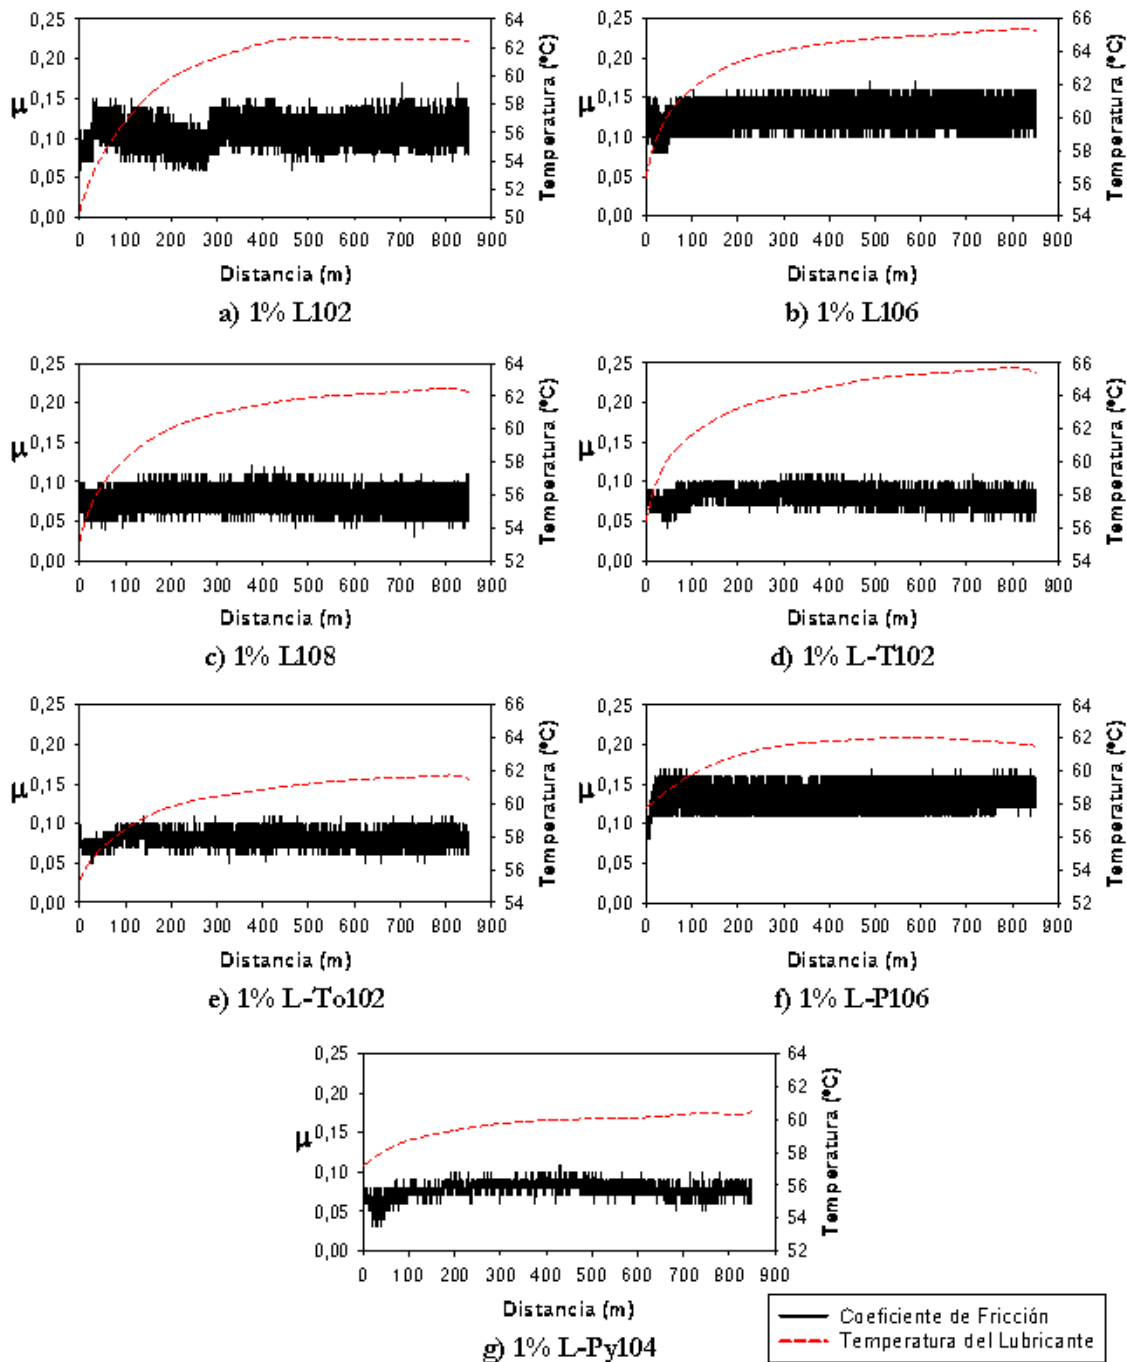 0,25 0,20 0,15 0,10 0,05 0,00
μ
64 62 60 58 56 54 52 50
Temperatura (ºC)
0 100 200 300 400 500 600 700 800 900
Distancia (m)
a) 1% L102
0,25 0,20 0,15 0,10 0,05 0,00
μ
66 64 62 60 58 56 54
Temperatura (ºC)
0 100 200 300 400 500 600 700 800 900
Distancia (m)
b) 1% L106
0,25 0,20 0,15 0,10 0,05 0,00
μ
64 62 60 58 56 54 52
Temperatura (ºC)
0 100 200 300 400 500 600 700 800 900
Distancia (m)
c) 1% L108
0,25 0,20 0,15 0,10 0,05 0,00
μ
66 64 62 60 58 56 54
Temperatura (ºC)
0 100 200 300 400 500 600 700 800 900
Distancia (m)
d) 1% L-T102
0,25 0,20 0,15 0,10 0,05 0,00
μ
66 64 62 60 58 56 54
Temperatura (ºC)
0 100 200 300 400 500 600 700 800 900
Distancia (m)
e) 1% L-To102
0,25 0,20 0,15 0,10 0,05 0,00
μ
64 62 60 58 56 54 52
Temperatura (ºC)
0 100 200 300 400 500 600 700 800 900
Distancia (m)
f) 1% L-P106
0,25 0,20 0,15 0,10 0,05 0,00
μ
64 62 60 58 56 54 52
Temperatura (ºC)
0 100 200 300 400 500 600 700 800 900
Distancia (m)
g) 1% L-Py104
Coeficiente de Fricción
Temperatura del Lubricante